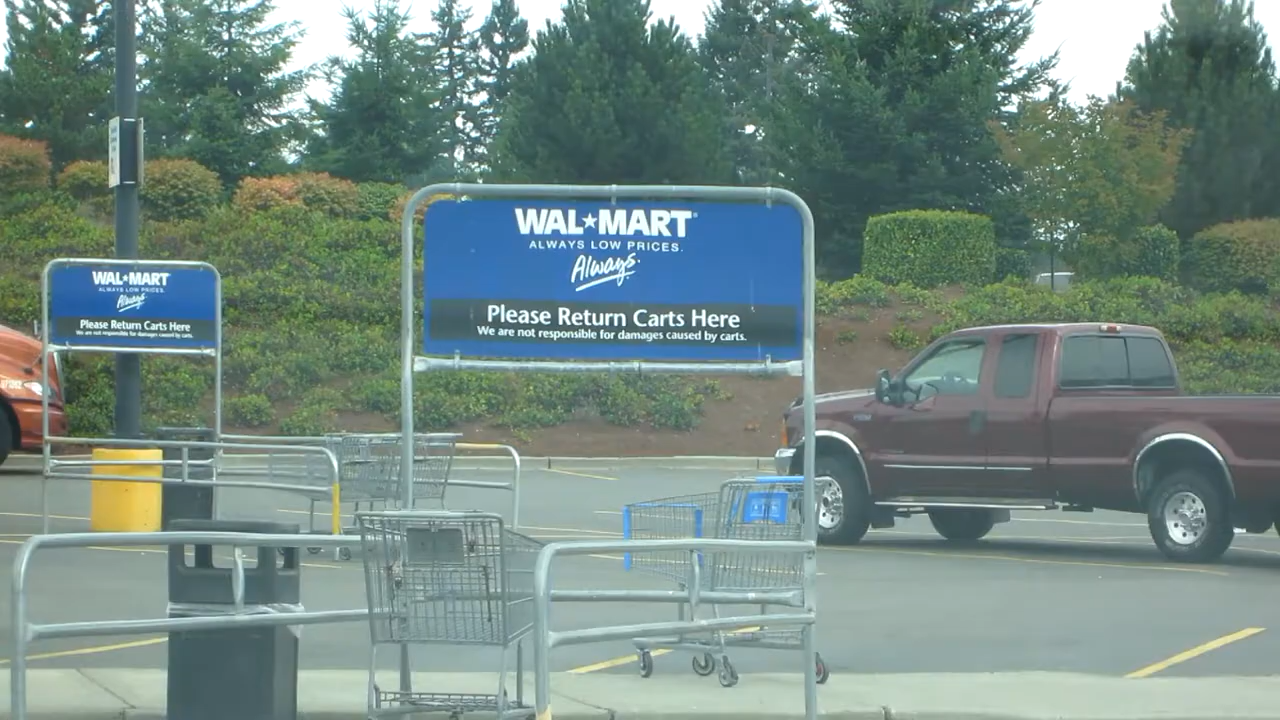 WAL★MART
ALWAYS LOW PRICES.
Always.
Please Return Carts Here
We are not responsible for damages caused by carts.
WAL★MART
ALWAYS LOW PRICES.
Always.
Please Return Carts Here
We are not responsible for damages caused by carts.